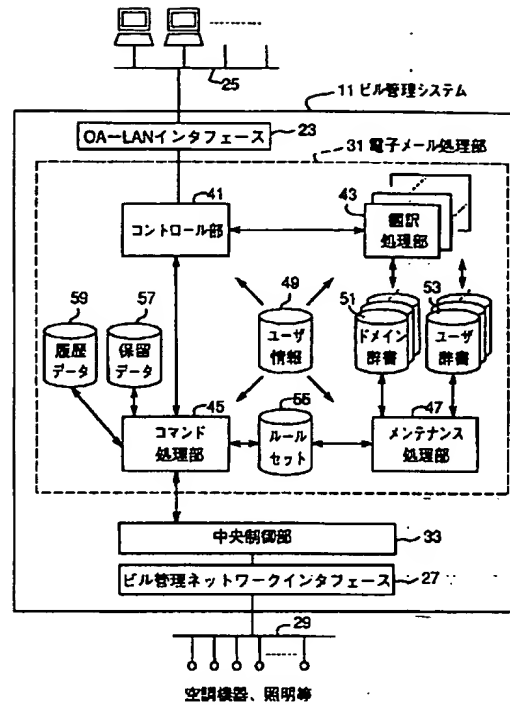 25
11 ビル管理システム
OA-LANインタフェース
23
31 電子メール処理部
41
コントロール部
43
翻訳
処理部
59
履歴
データ
57
保留
データ
49
ユーザ
情報
51
ドメイン
辞書
53
ユーザ
辞書
45
コマンド
処理部
55
ルール
セット
47
メンテナンス
処理部
中央制御部
33
ビル管理ネットワークインタフェース
27
29
空調機器、照明等